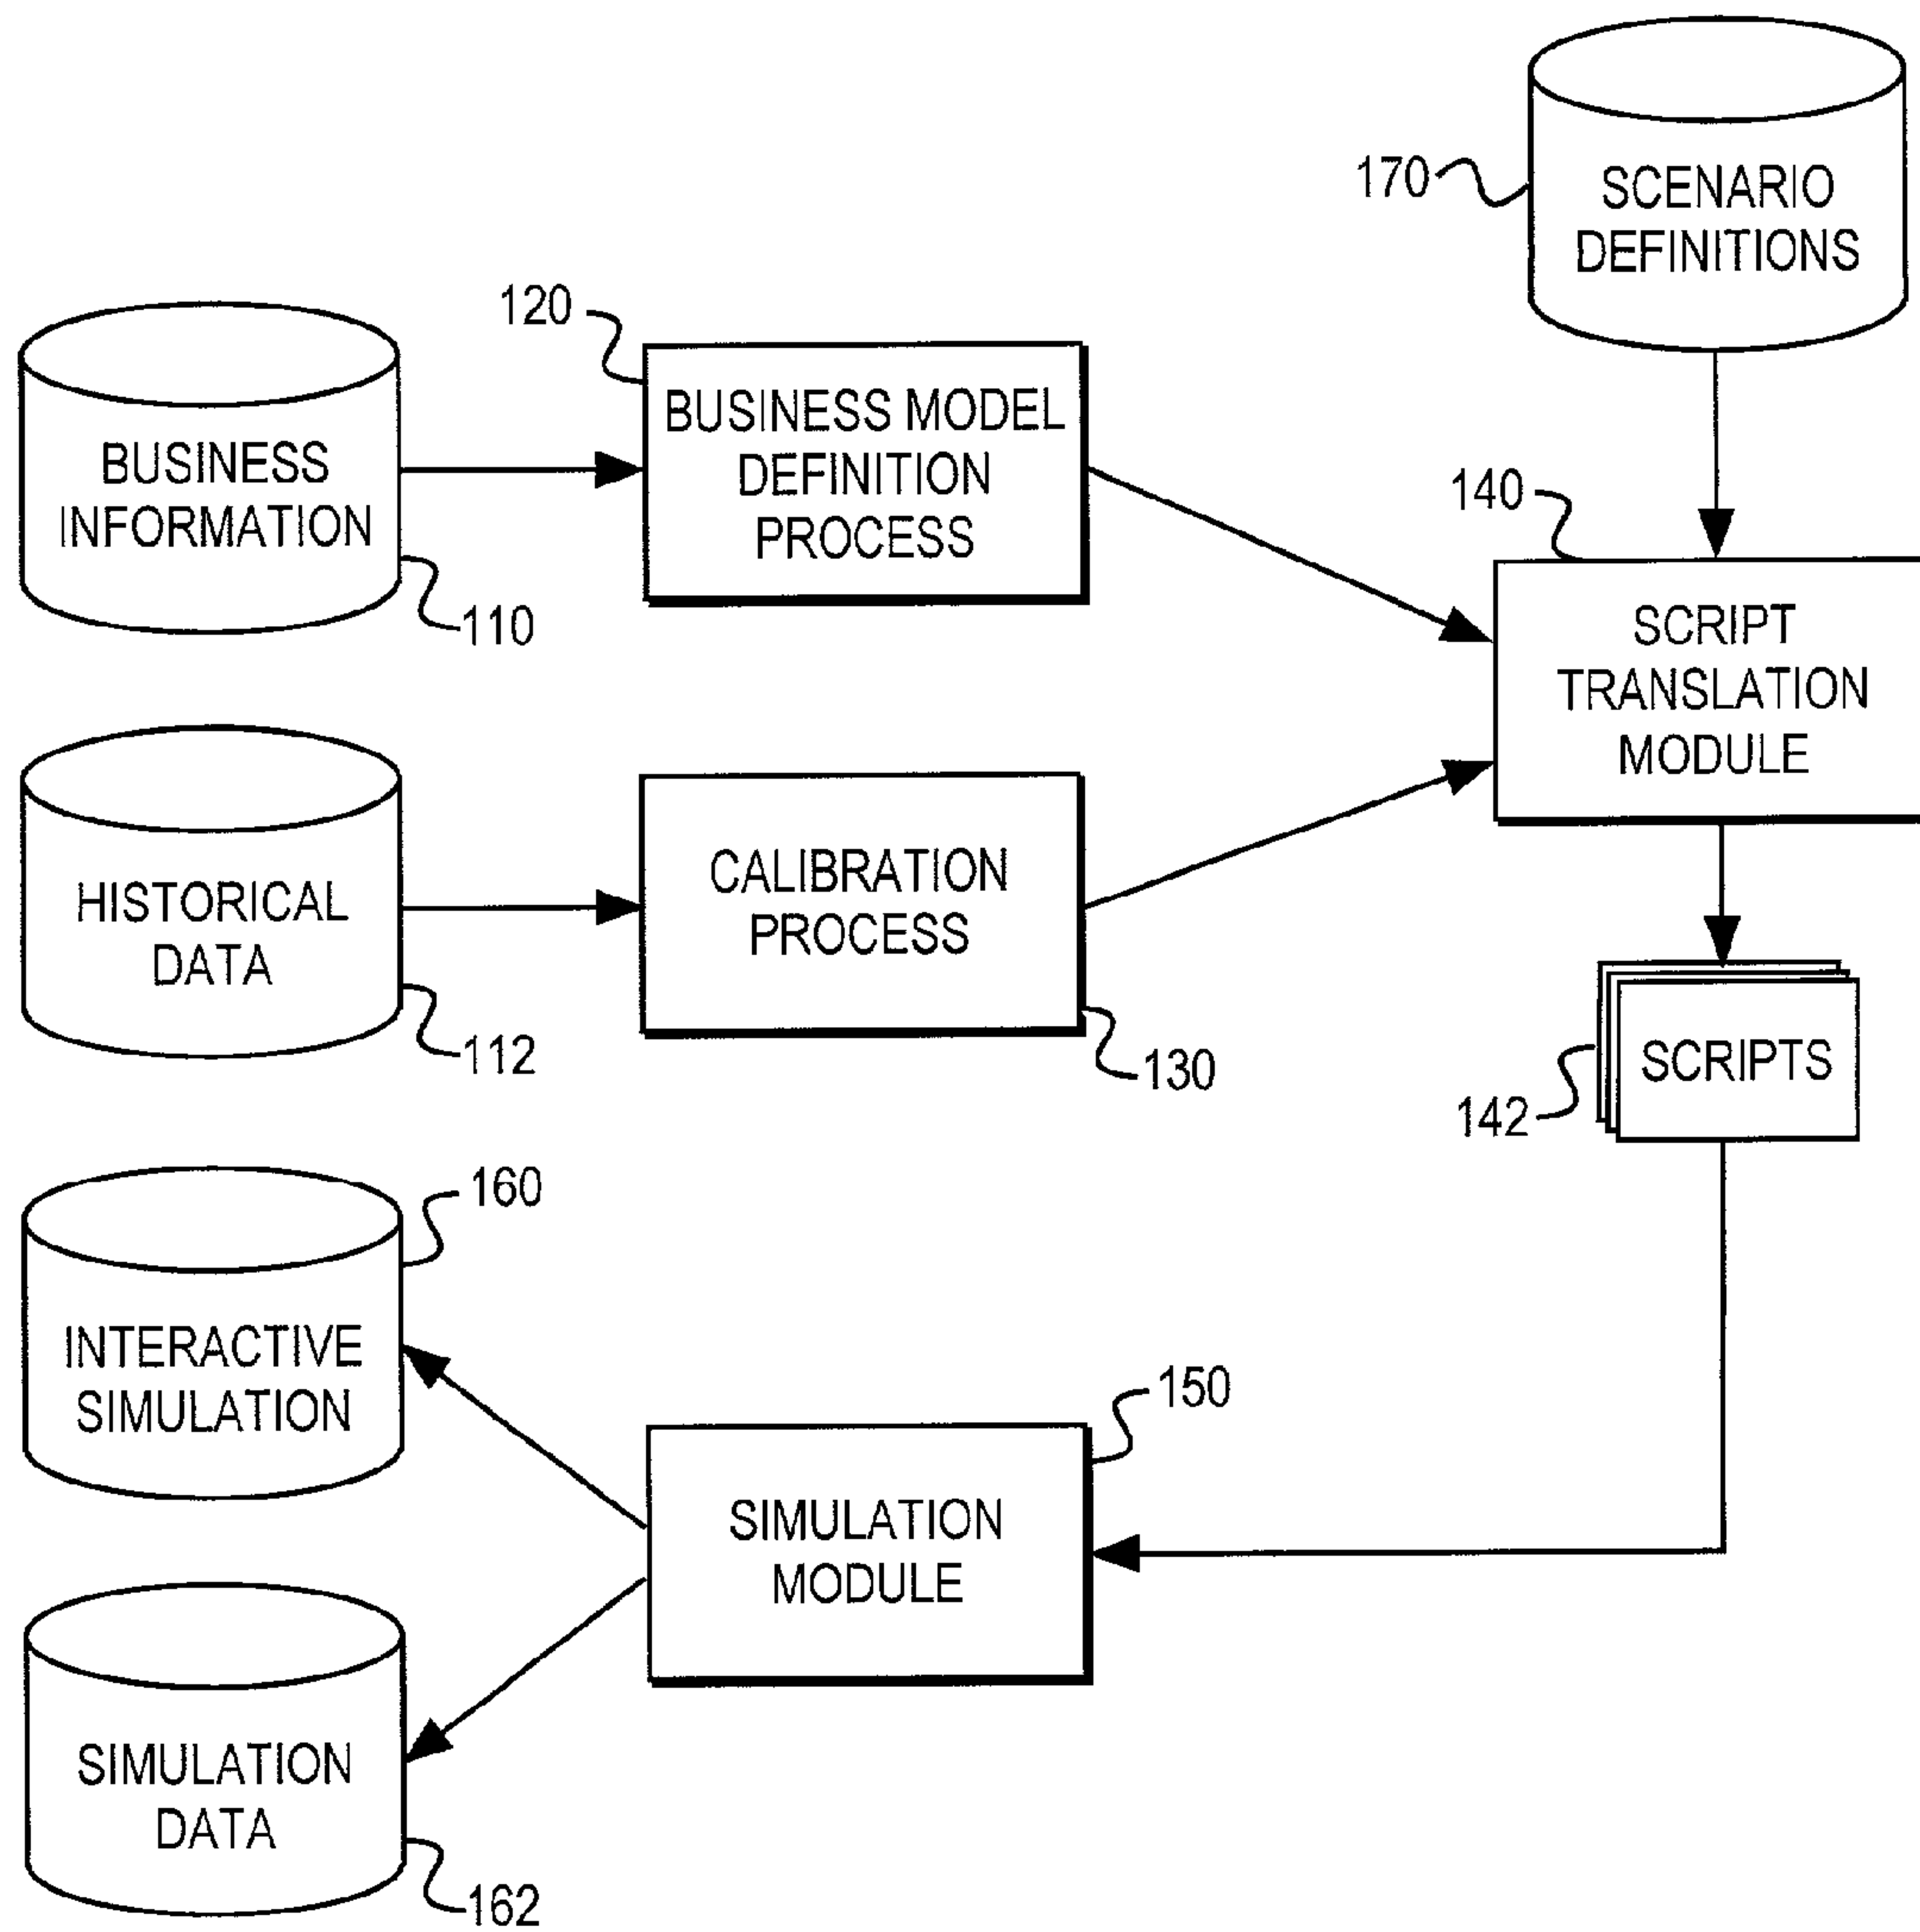 170
SCENARIO
DEFINITIONS
120
BUSINESS MODEL
DEFINITION
PROCESS
BUSINESS
INFORMATION
110
140
SCRIPT
TRANSLATION
MODULE
HISTORICAL
DATA
112
CALIBRATION
PROCESS
130
SCRIPTS
142
160
INTERACTIVE
SIMULATION
150
SIMULATION
MODULE
SIMULATION
DATA
162